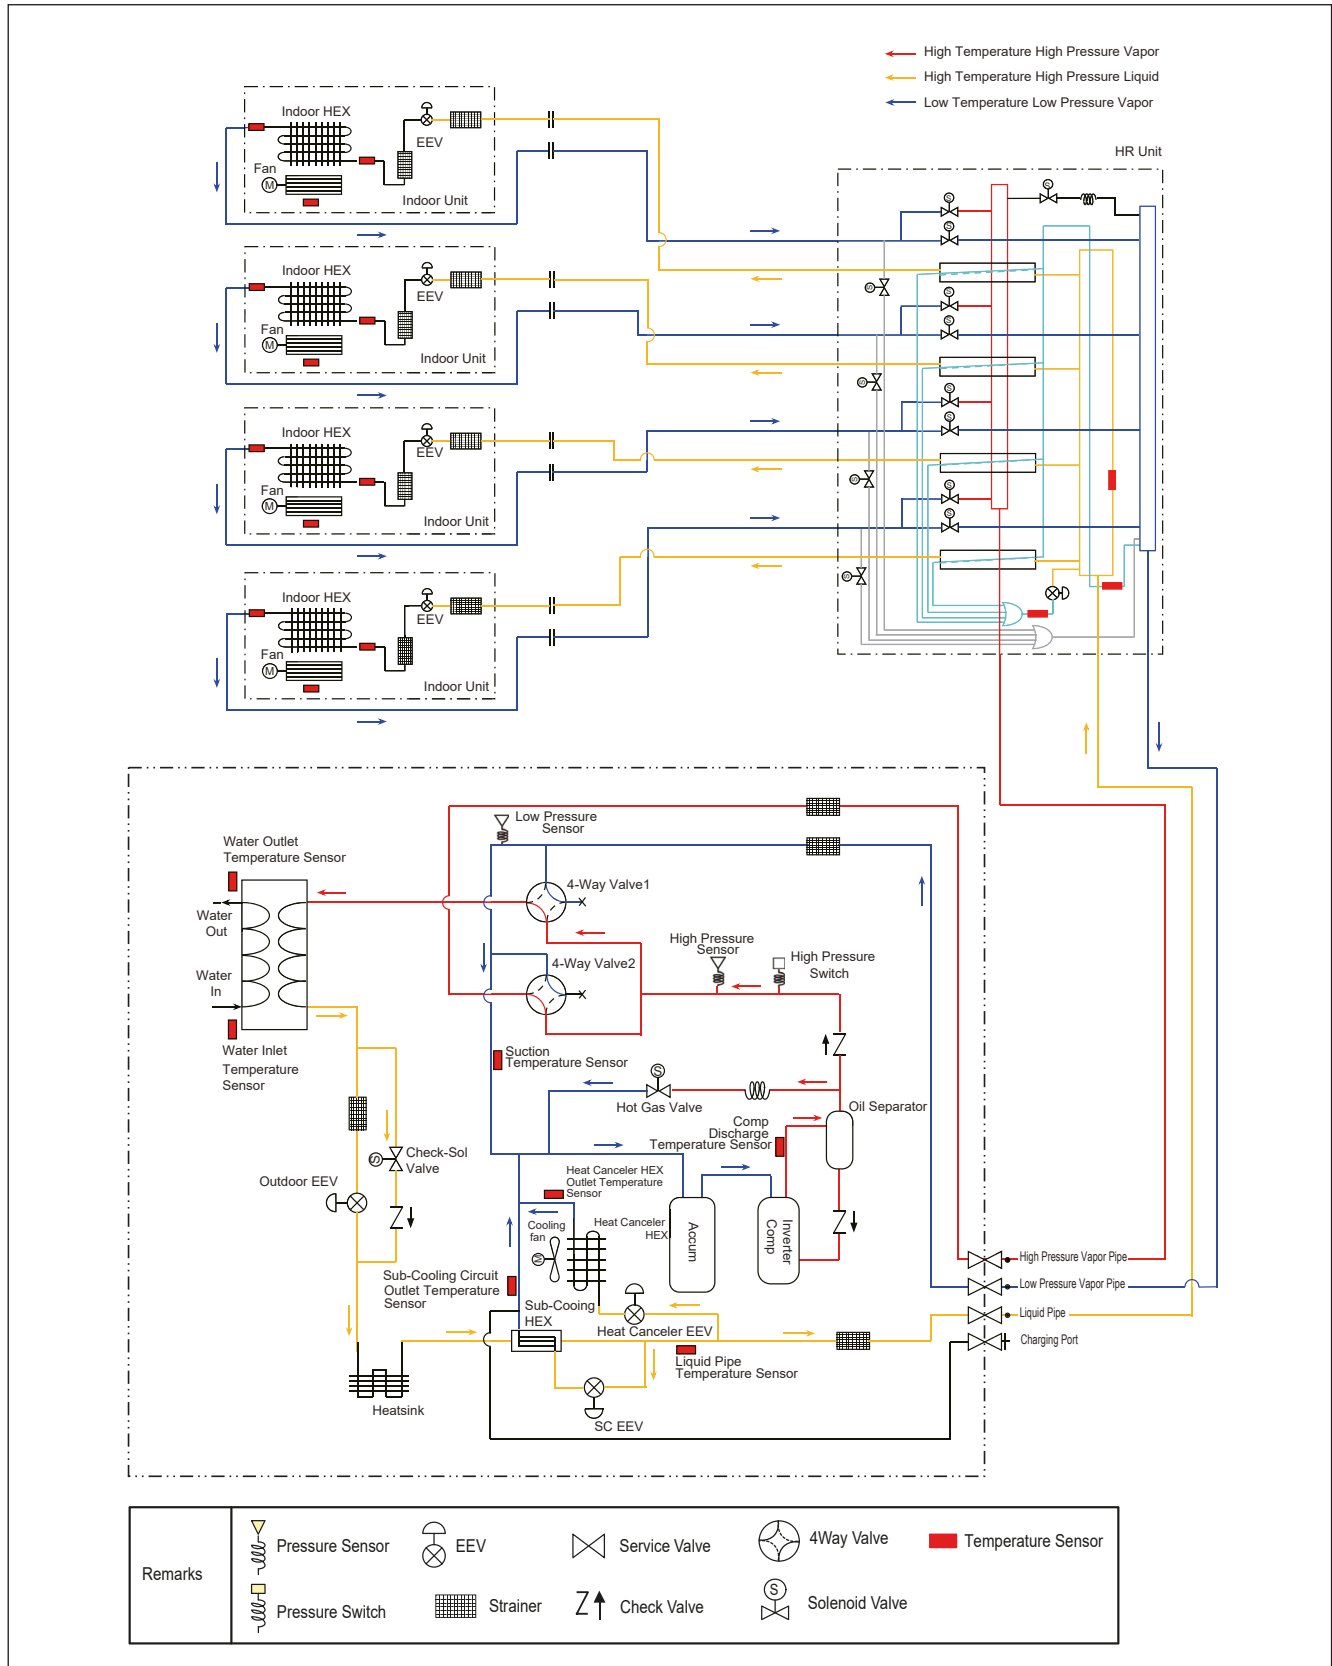 High Temperature High Pressure Vapor
High Temperature High Pressure Liquid
Low Temperature Low Pressure Vapor
HR Unit
Indoor HEX
EEV
Fan
M
Indoor Unit
Indoor HEX
EEV
Fan
M
Indoor Unit
Indoor HEX
EEV
Fan
M
Indoor Unit
Indoor HEX
EEV
Fan
M
Indoor Unit
S
S
S
S
S
S
S
S
S
S
S
S
S
Low Pressure
Sensor
Water Outlet
Temperature Sensor
4-Way Valve1
Water
Out
High Pressure
Sensor
High Pressure
Switch
4-Way Valve2
Water
In
Water Inlet
Temperature
Sensor
Suction
Temperature Sensor
S
Hot Gas Valve
Oil Separator
Comp
Discharge
Temperature Sensor
S
Check-Sol
Valve
Outdoor EEV
Heat Canceler HEX
Outlet Temperature
Sensor
Cooling
fan
M
Heat Canceler
HEX
Accum
Inverter
Comp
Sub-Cooling Circuit
Outlet Temperature
Sensor
Sub-Cooing
HEX
Heat Canceler EEV
Liquid Pipe
Temperature Sensor
SC EEV
Heatsink
High Pressure Vapor Pipe
Low Pressure Vapor Pipe
Liquid Pipe
Charging Port
Remarks
Pressure Sensor
EEV
Service Valve
4Way Valve
Temperature Sensor
Pressure Switch
Strainer
Check Valve
S
Solenoid Valve